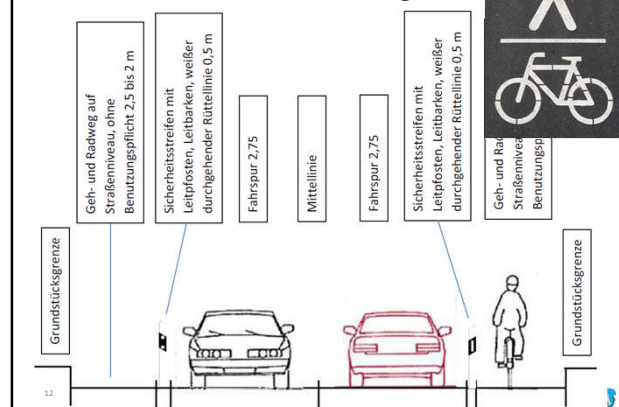 Grundstücksgrenze
Geh- und Radweg auf
Straßenniveau, ohne
Benutzungspflicht 2,5 bis 2 m
Sicherheitsstreifen mit
Leitpfosten, Leitbarken, weißer
durchgehender Rüttellinie 0,5 m
Fahrspur 2,75
Mittellinie
Fahrspur 2,75
Sicherheitsstreifen mit
Leitpfosten, Leitbarken, weißer
durchgehender Rüttellinie 0,5 m
Geh- und
Straßenniveau
Grundstücksgrenze
12